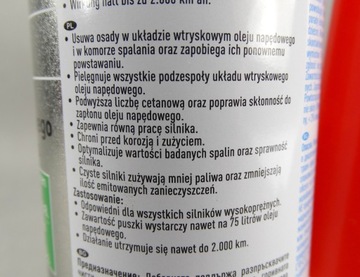 Wirkung hält bis zu 2.000 km an.
PL
• Usuwa osady w układzie wtryskowym oleju napędowego
i w komorze spalania oraz zapobiega ich ponownemu
powstawaniu.
• Pielęgnuje wszystkie podzespoły układu wtryskowego
oleju napędowego.
• Podwyższa liczbę cetanową oraz poprawia skłonność do
zapłonu oleju napędowego.
• Zapewnia równą pracę silnika.
• Chroni przed korozją i zużyciem.
• Optymalizuje wartości badanych spalin oraz sprawność
silnika.
• Czyste silniki zużywają mniej paliwa oraz zmniejszają
ilość emitowanych zanieczyszczeń.
Zastosowanie:
• Odpowiedni dla wszystkich silników wysokoprężnych.
• Zawartość puszki wystarczy nawet na 75 litrów oleju
napędowego.
• Działanie utrzymuje się nawet do 2.000 km.
Предназначение: